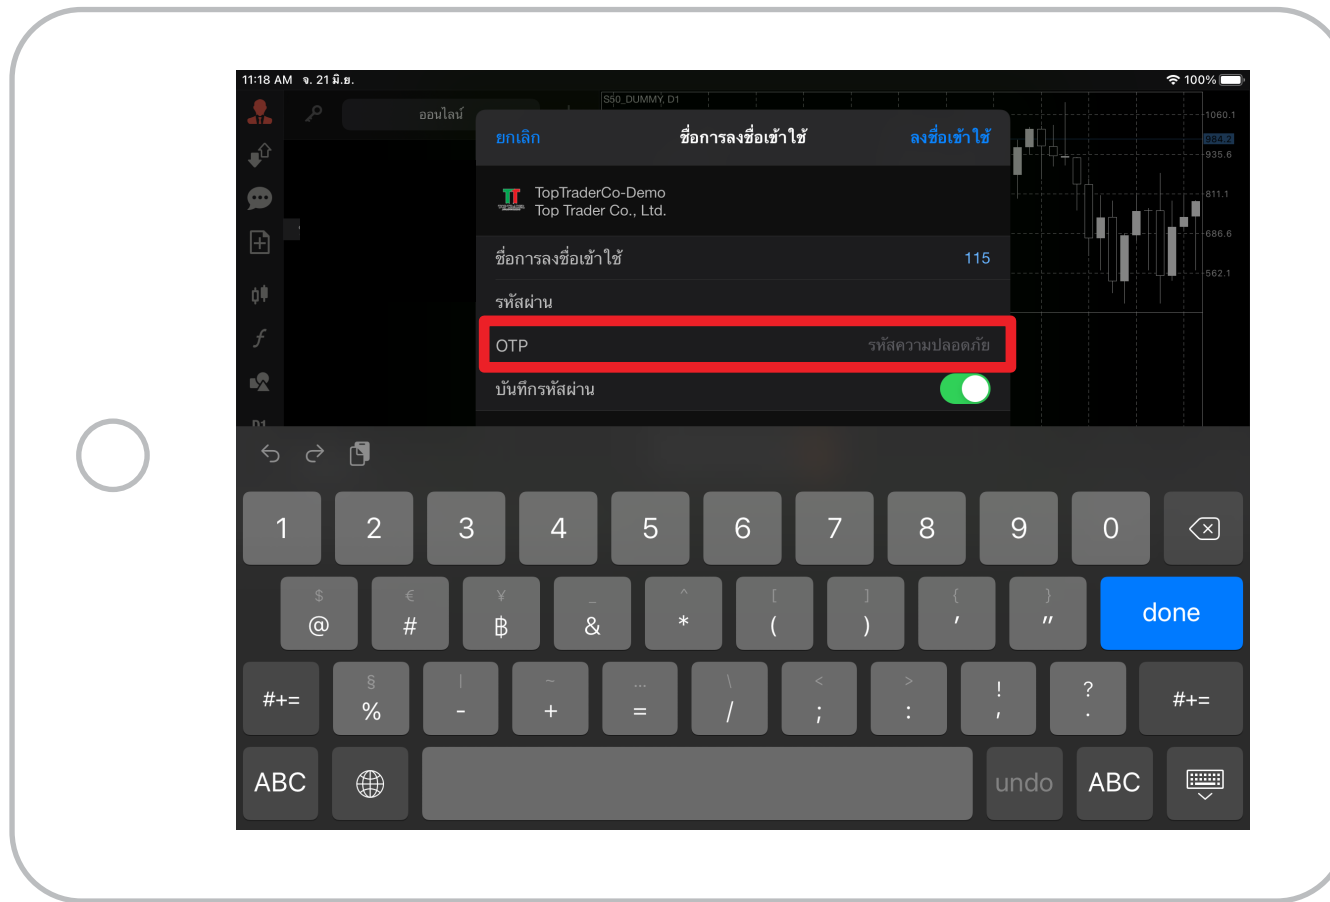 11:18 AM จ. 21 มิ.ย.
100%
ออนไลน์
S50_DUMMY, D1
1060.1
984.2
935.6
811.1
686.6
562.1
ยกเลิก ชื่อการลงชื่อเข้าใช้ ลงชื่อเข้าใช้
TopTraderCo-Demo
Top Trader Co., Ltd.
ชื่อการลงชื่อเข้าใช้ 115
รหัสผ่าน
OTP รหัสความปลอดภัย
บันทึกรหัสผ่าน
D1
1 2 3 4 5 6 7 8 9 0
$ € ¥ _ ^ [ ] { }
@ # ฿ & * ( ) ' " done
§ | ~ … \ < > ! ?
#+= % - + = / ; : , . #+=
ABC undo ABC